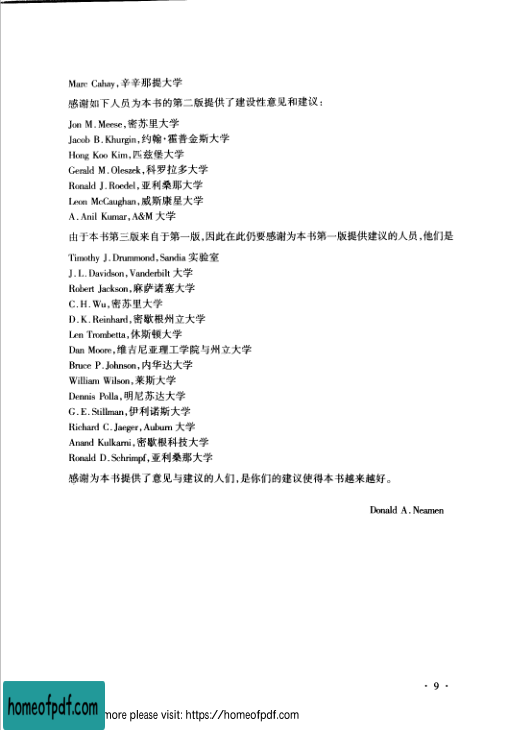 Marc Cahay,辛辛那提大学
感谢如下人员为本书的第二版提供了建设性意见和建议:
Jon M. Meese,密苏里大学
Jacob B. Khurgin,约翰·霍普金斯大学
Hong Koo Kim,匹兹堡大学
Gerald M. Oleszek,科罗拉多大学
Ronald J. Roedel,亚利桑那大学
Leon McCaughan,威斯康星大学
A. Anil Kumar,A&M 大学
由于本书第三版来自于第一版,因此在此仍要感谢为本书第一版提供建议的人员,他们是
Timothy J. Drummond,Sandia 实验室
J. L. Davidson,Vanderbilt 大学
Robert Jackson,麻萨诸塞大学
C. H. Wu,密苏里大学
D. K. Reinhard,密歇根州立大学
Len Trombetta,休斯顿大学
Dan Moore,维吉尼亚理工学院与州立大学
Bruce P. Johnson,内华达大学
William Wilson,莱斯大学
Dennis Polla,明尼苏达大学
G. E. Stillman,伊利诺斯大学
Richard C. Jaeger,Auburn 大学
Anand Kulkarni,密歇根科技大学
Ronald D. Schrimpf,亚利桑那大学
感谢为本书提供了意见与建议的人们,是你们的建议使得本书越来越好。
Donald A. Neamen
· 9 ·
homeofpdf.com
more please visit: https://homeofpdf.com